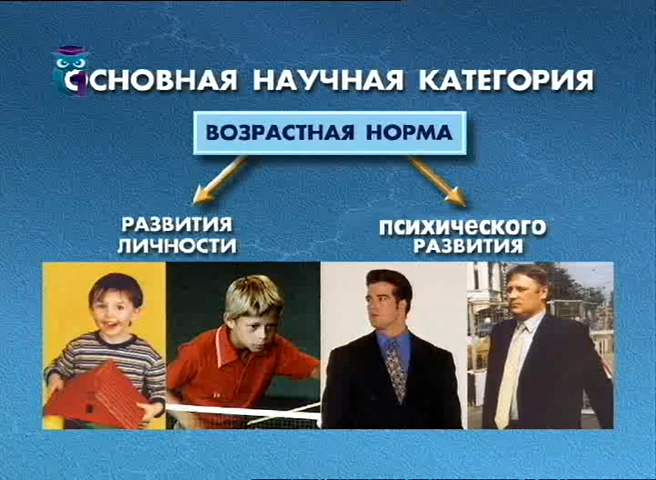 ОСНОВНАЯ НАУЧНАЯ КАТЕГОРИЯ
ВОЗРАСТНАЯ НОРМА
РАЗВИТИЯ
ЛИЧНОСТИ
ПСИХИЧЕСКОГО
РАЗВИТИЯ